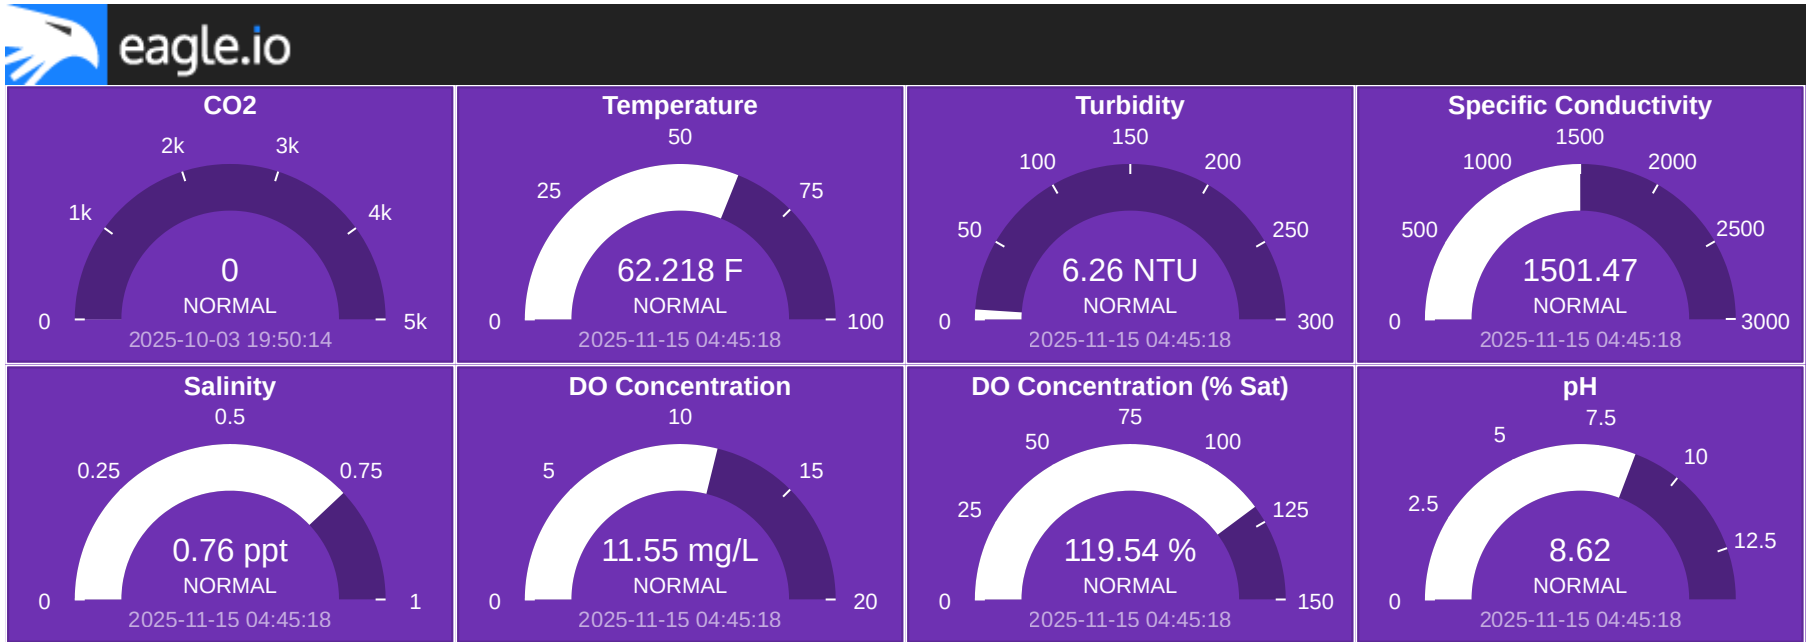 eagle.io
CO2
2k
3k
1k
4k
0
NORMAL
0
5k
2025-10-03 19:50:14
Temperature
50
25
75
62.218 F
NORMAL
0
100
2025-11-15 04:45:18
Turbidity
150
100
200
50
250
6.26 NTU
NORMAL
0
300
2025-11-15 04:45:18
Specific Conductivity
1500
1000
2000
500
2500
1501.47
NORMAL
0
3000
2025-11-15 04:45:18
Salinity
0.5
0.25
0.75
0.76 ppt
NORMAL
0
1
2025-11-15 04:45:18
DO Concentration
10
5
15
11.55 mg/L
NORMAL
0
20
2025-11-15 04:45:18
DO Concentration (% Sat)
75
50
100
25
125
119.54 %
NORMAL
0
150
2025-11-15 04:45:18
pH
7.5
5
10
2.5
12.5
8.62
NORMAL
0
2025-11-15 04:45:18